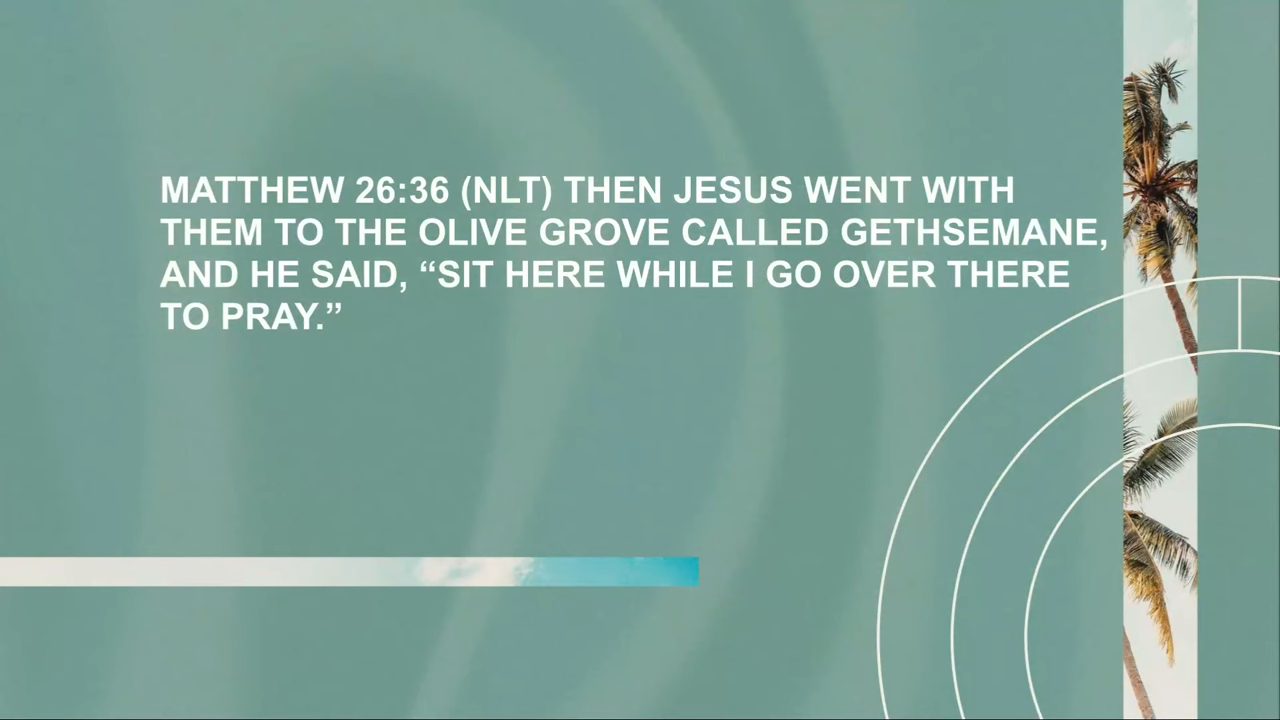 MATTHEW 26:36 (NLT) THEN JESUS WENT WITH
THEM TO THE OLIVE GROVE CALLED GETHSEMANE,
AND HE SAID, “SIT HERE WHILE I GO OVER THERE
TO PRAY.”